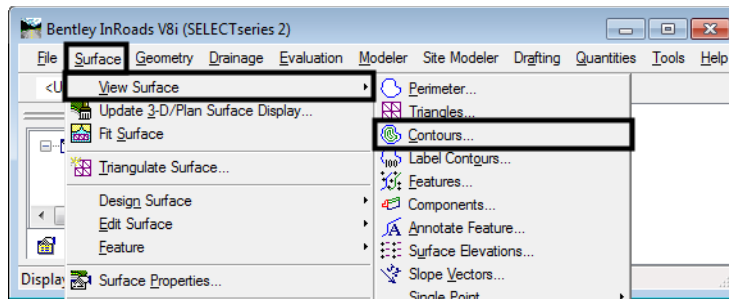 Bentley InRoads V8i (SELECTseries 2)
File Surface Geometry Drainage Evaluation Modeler Site Modeler Drafting Quantities Tools Help
<U
View Surface
Perimeter...
Update 3-D/Plan Surface Display...
Triangles...
Fit Surface
Contours...
Label Contours...
Triangulate Surface...
Features...
Components...
Design Surface
Annotate Feature...
Edit Surface
Surface Elevations...
Feature
Slope Vectors...
Display
Surface Properties...
Single Point